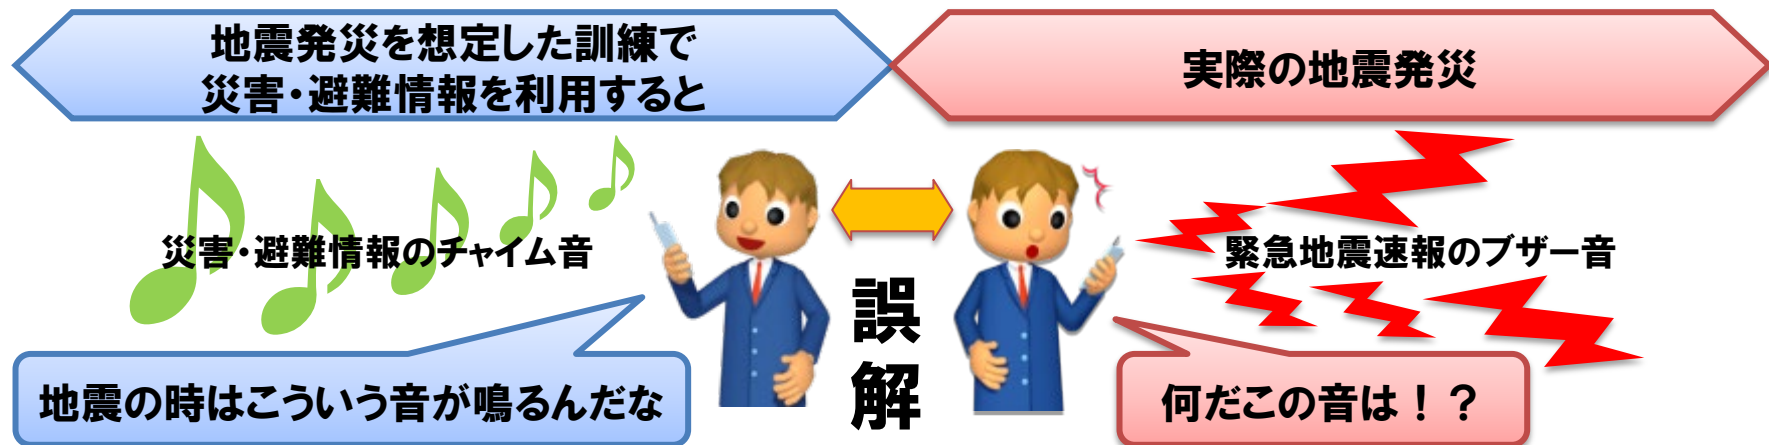 地震発災を想定した訓練で
災害・避難情報を利用すると
実際の地震発災
災害・避難情報のチャイム音
緊急地震速報のブザー音
誤
解
地震の時はこういう音が鳴るんだな
何だこの音は！？